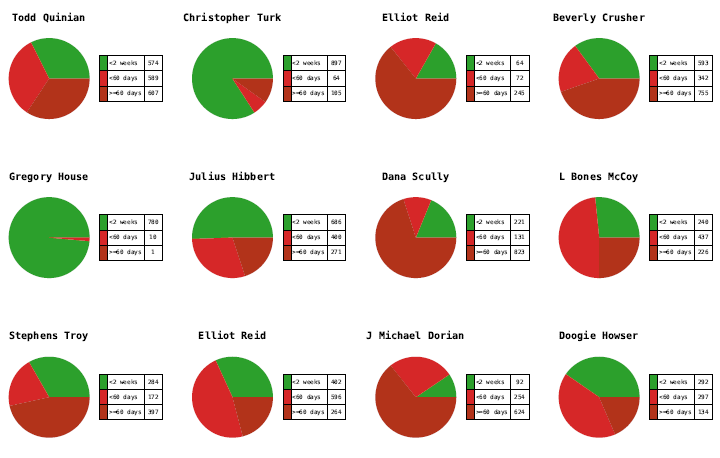 Todd Quinian
<2 weeks 574
<60 days 589
>=60 days 607
Christopher Turk
<2 weeks 897
<60 days 64
>=60 days 105
Elliot Reid
<2 weeks 64
<60 days 72
>=60 days 245
Beverly Crusher
<2 weeks 593
<60 days 342
>=60 days 755
Gregory House
<2 weeks 780
<60 days 10
>=60 days 1
Julius Hibbert
<2 weeks 686
<60 days 400
>=60 days 271
Dana Scully
<2 weeks 221
<60 days 131
>=60 days 823
L Bones McCoy
<2 weeks 240
<60 days 437
>=60 days 226
Stephens Troy
<2 weeks 284
<60 days 172
>=60 days 397
Elliot Reid
<2 weeks 402
<60 days 596
>=60 days 264
J Michael Dorian
<2 weeks 92
<60 days 254
>=60 days 624
Doogie Howser
<2 weeks 292
<60 days 297
>=60 days 134